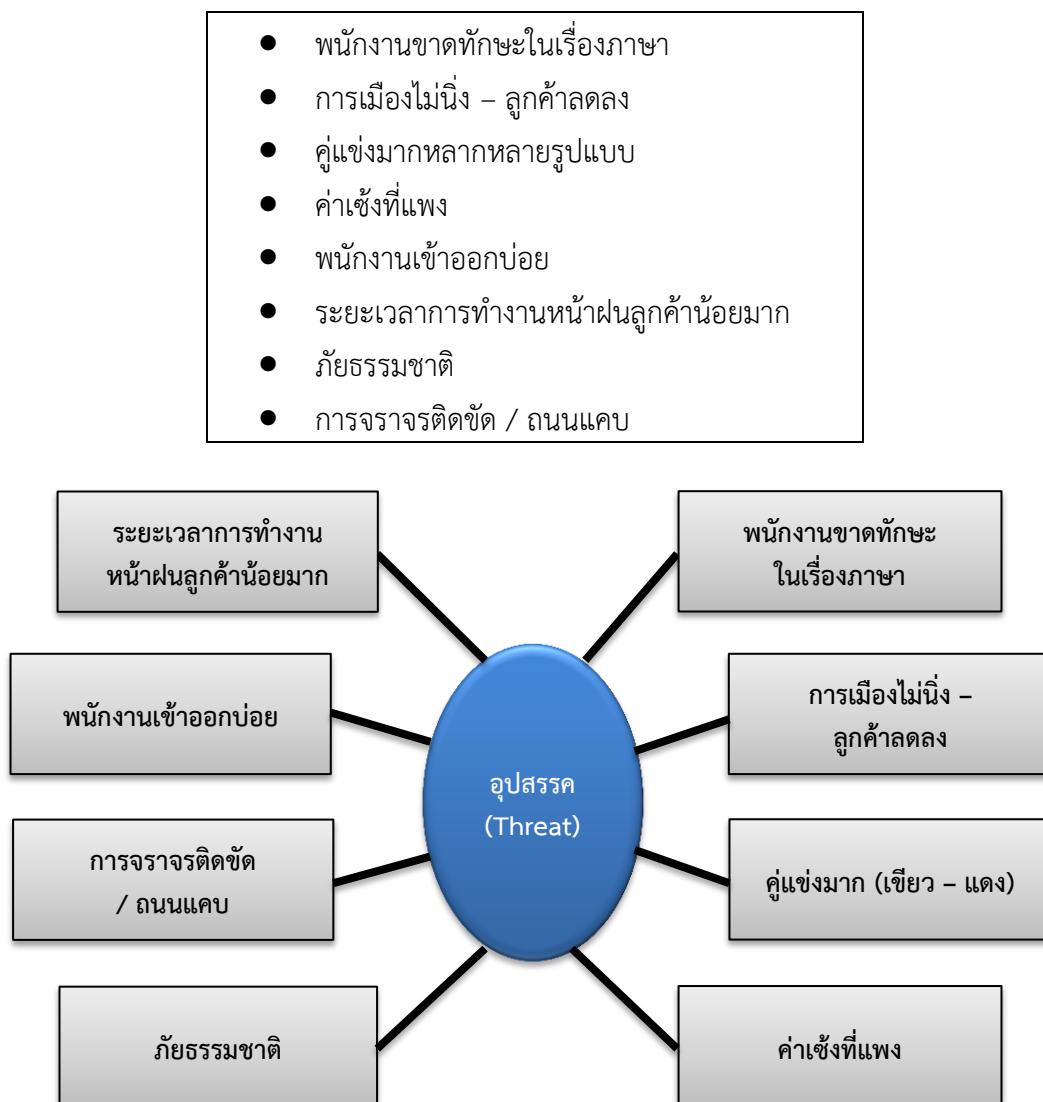 ● พนักงานขาดทักษะในเรื่องภาษา
● การเมืองไม่นิ่ง – ลูกค้าลดลง
● คู่แข่งมากหลากหลายรูปแบบ
● ค่าเซ้งที่แพง
● พนักงานเข้าออกบ่อย
● ระยะเวลาการทำงานหน้าฝนลูกค้าน้อยมาก
● ภัยธรรมชาติ
● การจราจรติดขัด / ถนนแคบ
ระยะเวลาการทำงาน
หน้าฝนลูกค้าน้อยมาก
พนักงานขาดทักษะ
ในเรื่องภาษา
พนักงานเข้าออกบ่อย
การเมืองไม่นิ่ง –
ลูกค้าลดลง
อุปสรรค
(Threat)
การจราจรติดขัด
/ ถนนแคบ
คู่แข่งมาก (เขียว – แดง)
ภัยธรรมชาติ
ค่าเซ้งที่แพง